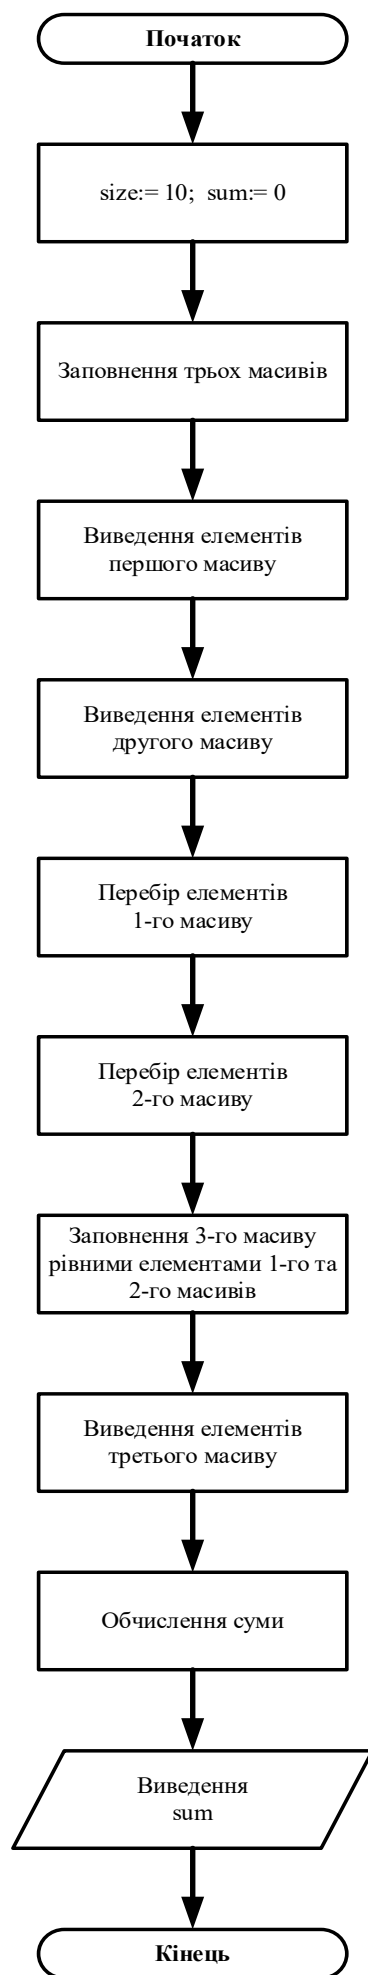 Початок
size:= 10;  sum:= 0
Заповнення трьох масивів
Виведення елементів
першого масиву
Виведення елементів
другого масиву
Перебір елементів
1-го масиву
Перебір елементів
2-го масиву
Заповнення 3-го масиву
рівними елементами 1-го та
2-го масивів
Виведення елементів
третього масиву
Обчислення суми
Виведення
sum
Кінець